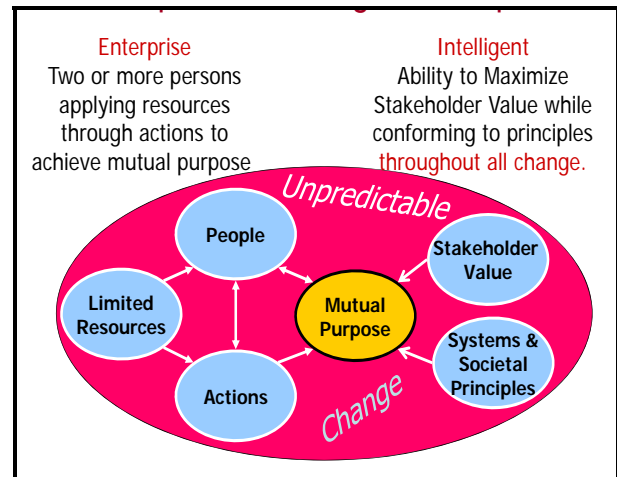 Enterprise
Two or more persons
applying resources
through actions to
achieve mutual purpose
Intelligent
Ability to Maximize
Stakeholder Value while
conforming to principles
throughout all change.
Unpredictable
People
Stakeholder
Value
Limited
Resources
Mutual
Purpose
Systems &
Societal
Principles
Actions
Change